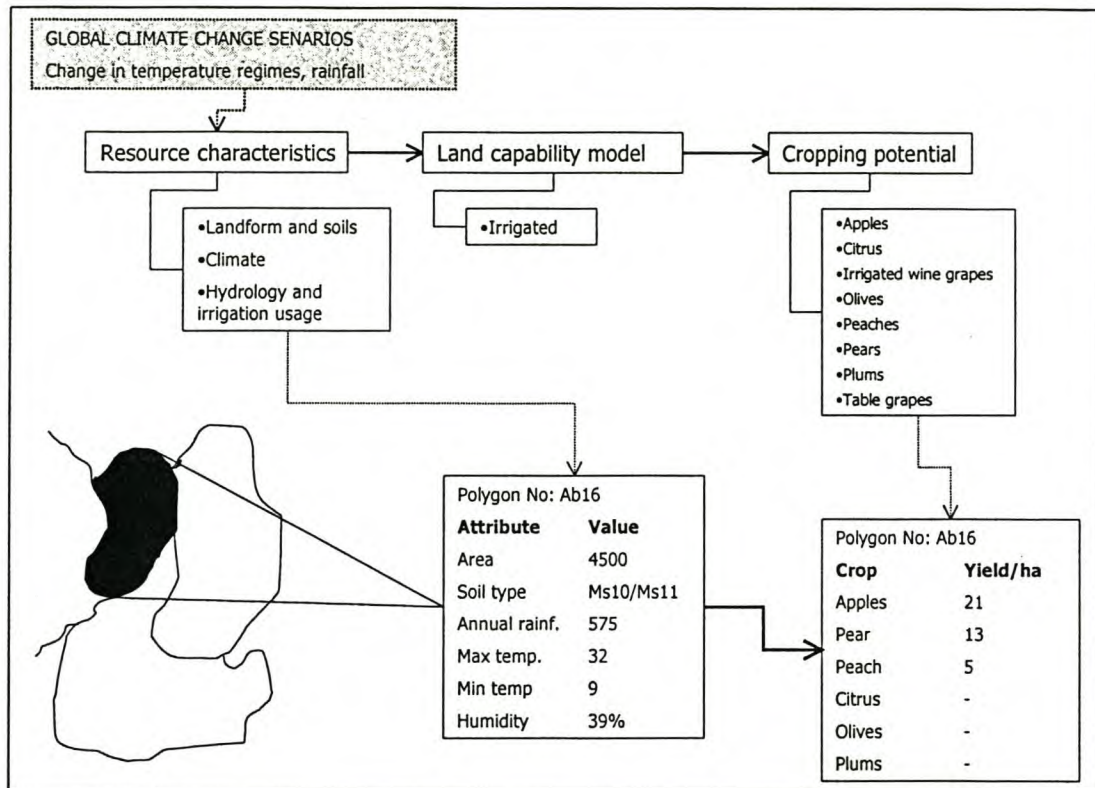 GLOBAL CLIMATE CHANGE SENARIOS
Change in temperature regimes, rainfall
Resource characteristics
Land capability model
Cropping potential
•Landform and soils
•Climate
•Hydrology and
irrigation usage
•Irrigated
•Apples
•Citrus
•Irrigated wine grapes
•Olives
•Peaches
•Pears
•Plums
•Table grapes
Polygon No: Ab16
Attribute Value
Area 4500
Soil type Ms10/Ms11
Annual rainf. 575
Max temp. 32
Min temp 9
Humidity 39%
Polygon No: Ab16
Crop Yield/ha
Apples 21
Pear 13
Peach 5
Citrus -
Olives -
Plums -